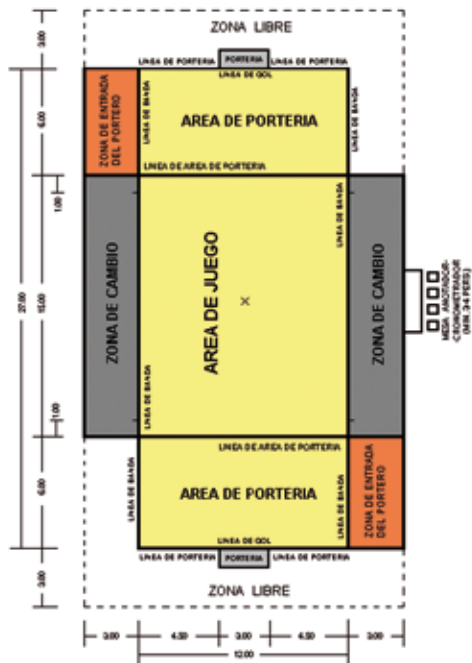 ZONA LIBRE
3.00
LINEA DE PORTERIA
PORTERIA
LINEA DE PORTERIA
LINEA DE GOL
ZONA DE ENTRADA
DEL PORTERO
LINEA DE BANDA
AREA DE PORTERIA
LINEA DE BANDA
6.00
LINEA DE AREA DE PORTERIA
1.00
27.00
15.00
ZONA DE CAMBIO
AREA DE JUEGO
LINEA DE BANDA
ZONA DE CAMBIO
MESA ANOTADOR-
CRONOMETRADOR
(MIN. 3-4 PERS.)
LINEA DE BANDA
1.00
LINEA DE AREA DE PORTERIA
6.00
LINEA DE BANDA
AREA DE PORTERIA
LINEA DE BANDA
ZONA DE ENTRADA
DEL PORTERO
LINEA DE GOL
LINEA DE PORTERIA
PORTERIA
LINEA DE PORTERIA
3.00
ZONA LIBRE
3.00
4.50
3.00
4.50
3.00
12.00